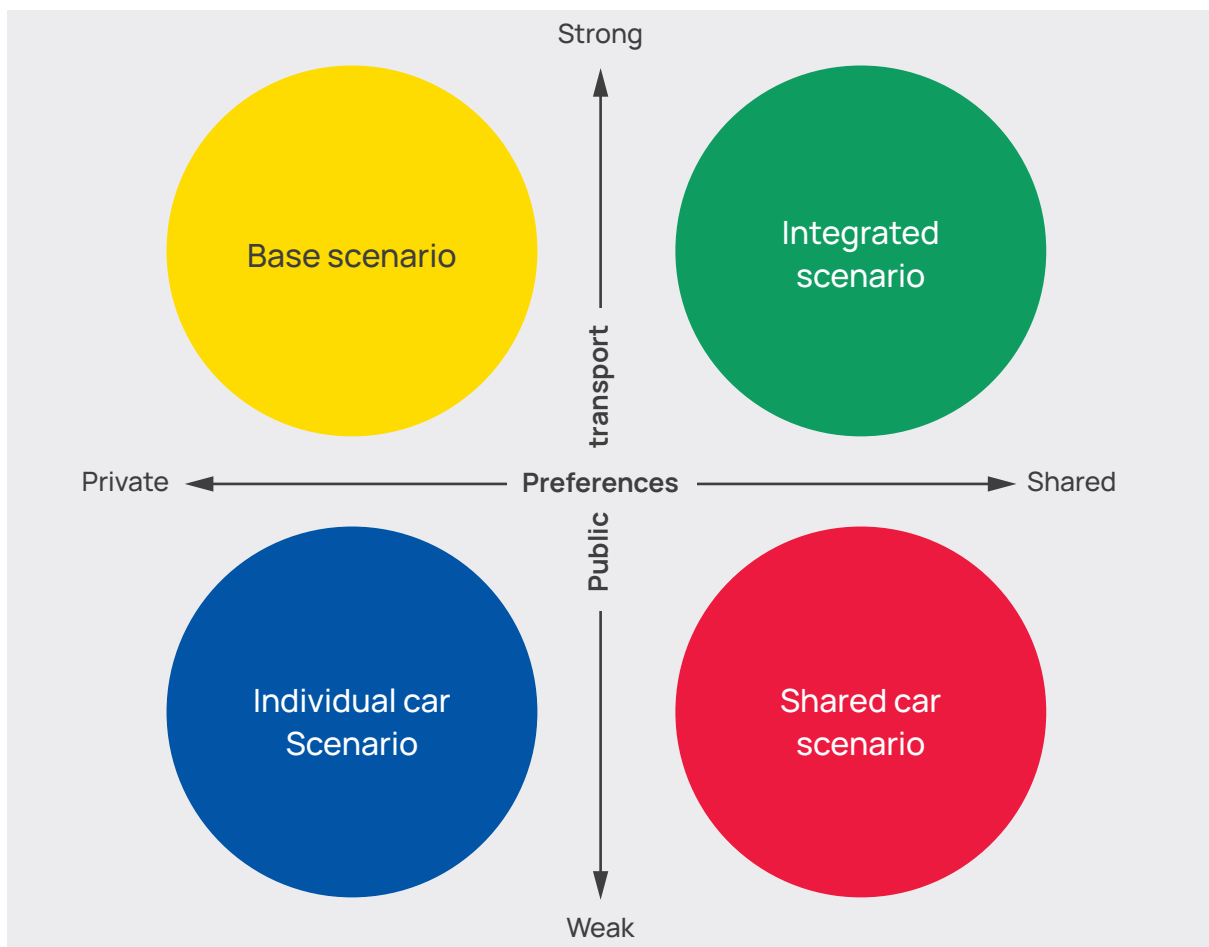 Strong
Base scenario
Integrated
scenario
Private
Preferences
Shared
Public transport
Individual car
Scenario
Shared car
scenario
Weak